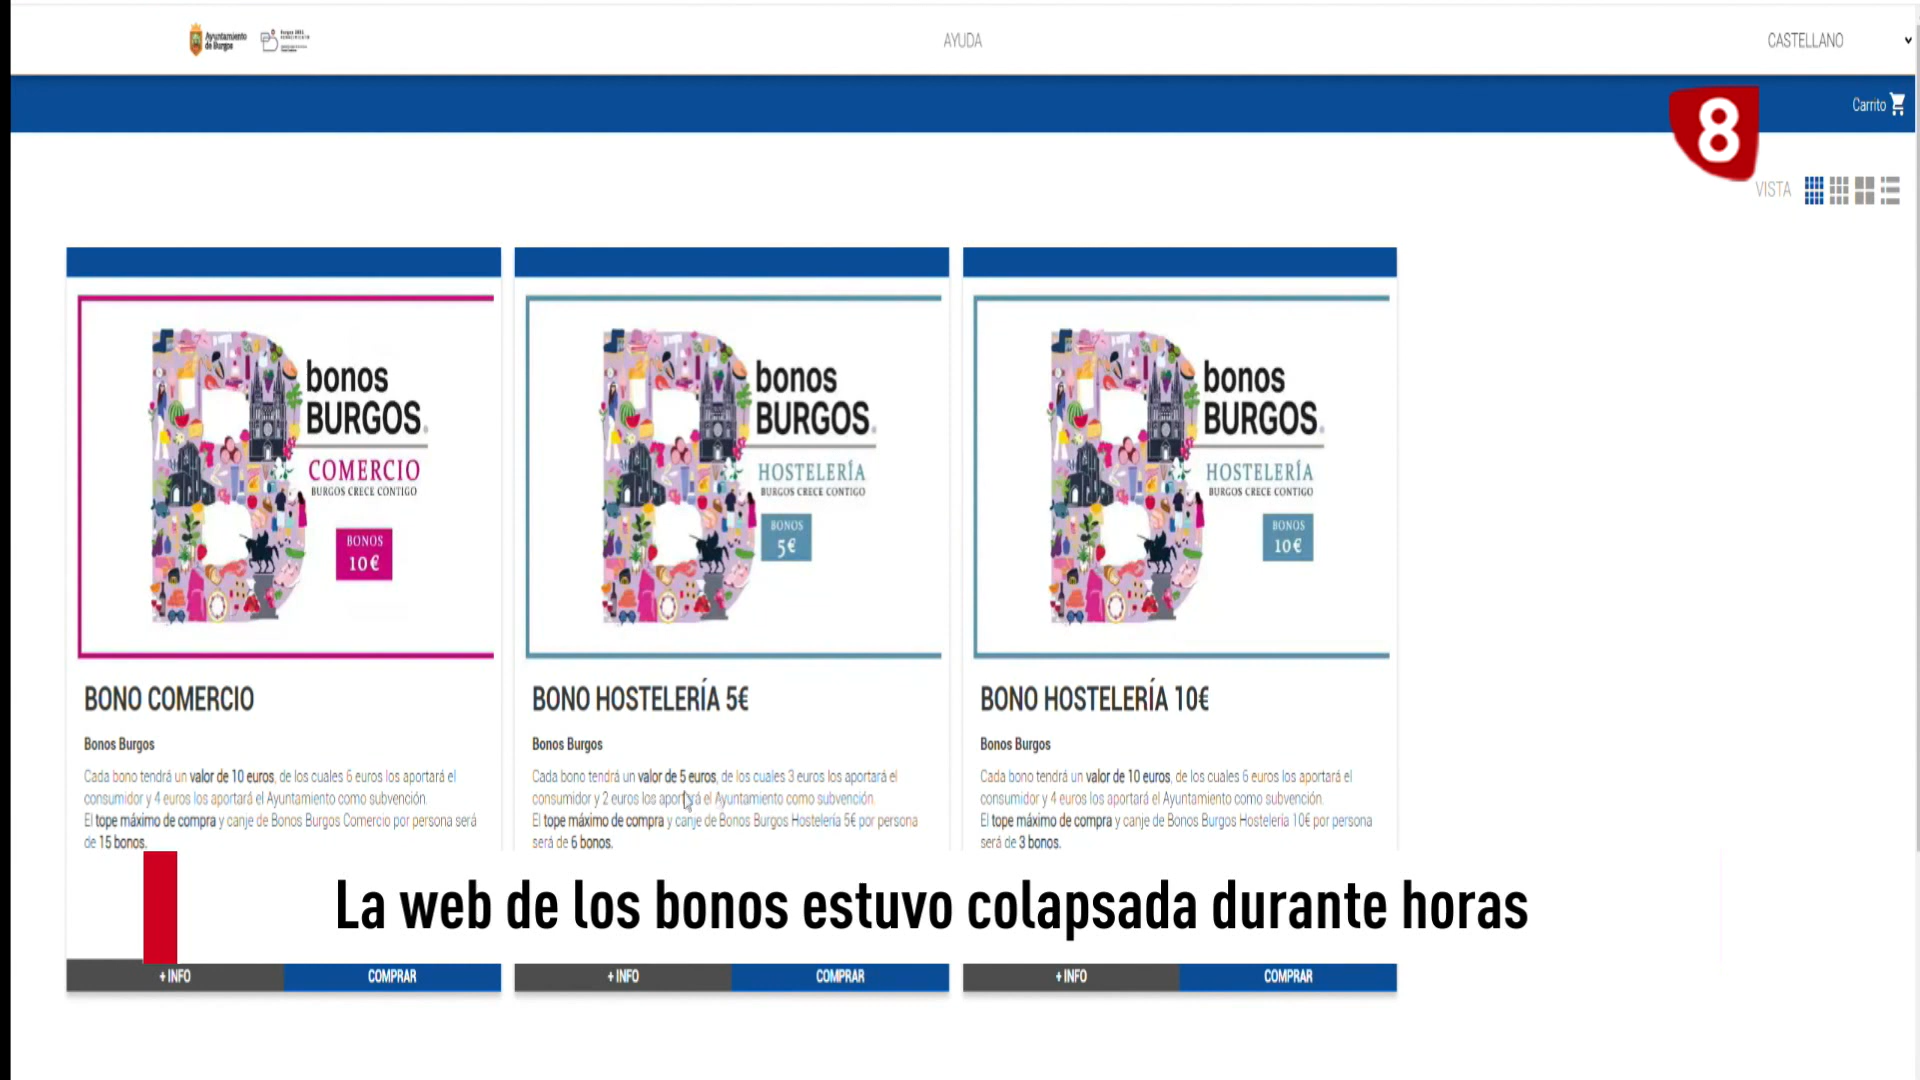 Ayuntamiento
de Burgos
AYUDA
CASTELLANO
Carrito
8
VISTA
bonos
BURGOS
COMERCIO
BURGOS CRECE CONTIGO
BONOS
10€
BONO COMERCIO
Bonos Burgos
Cada bono tendrá un valor de 10 euros, de los cuales 6 euros los aportará el
consumidor y 4 euros los aportará el Ayuntamiento como subvención.
El tope máximo de compra y canje de Bonos Burgos Comercio por persona será
de 15 bonos.
+ INFO
COMPRAR
bonos
BURGOS
HOSTELERÍA
BURGOS CRECE CONTIGO
BONOS
5€
BONO HOSTELERÍA 5€
Bonos Burgos
Cada bono tendrá un valor de 5 euros, de los cuales 3 euros los aportará el
consumidor y 2 euros los aportará el Ayuntamiento como subvención.
El tope máximo de compra y canje de Bonos Burgos Hostelería 5€ por persona
será de 6 bonos.
+ INFO
COMPRAR
bonos
BURGOS
HOSTELERÍA
BURGOS CRECE CONTIGO
BONOS
10€
BONO HOSTELERÍA 10€
Bonos Burgos
Cada bono tendrá un valor de 10 euros, de los cuales 6 euros los aportará el
consumidor y 4 euros los aportará el Ayuntamiento como subvención.
El tope máximo de compra y canje de Bonos Burgos Hostelería 10€ por persona
será de 3 bonos.
+ INFO
COMPRAR
La web de los bonos estuvo colapsada durante horas